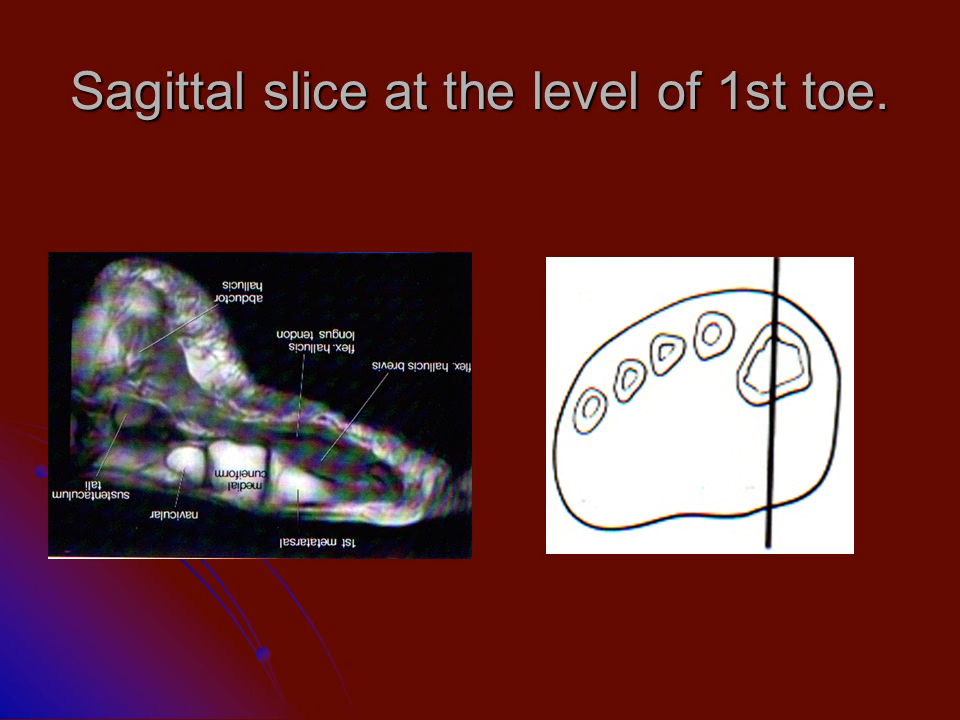 Sagittal slice at the level of 1st toe.
abductor
hallucis
flex. hallucis
longus tendon
flex. hallucis brevis
sustentaculum
tali
navicular
medial
cuneiform
1st metatarsal